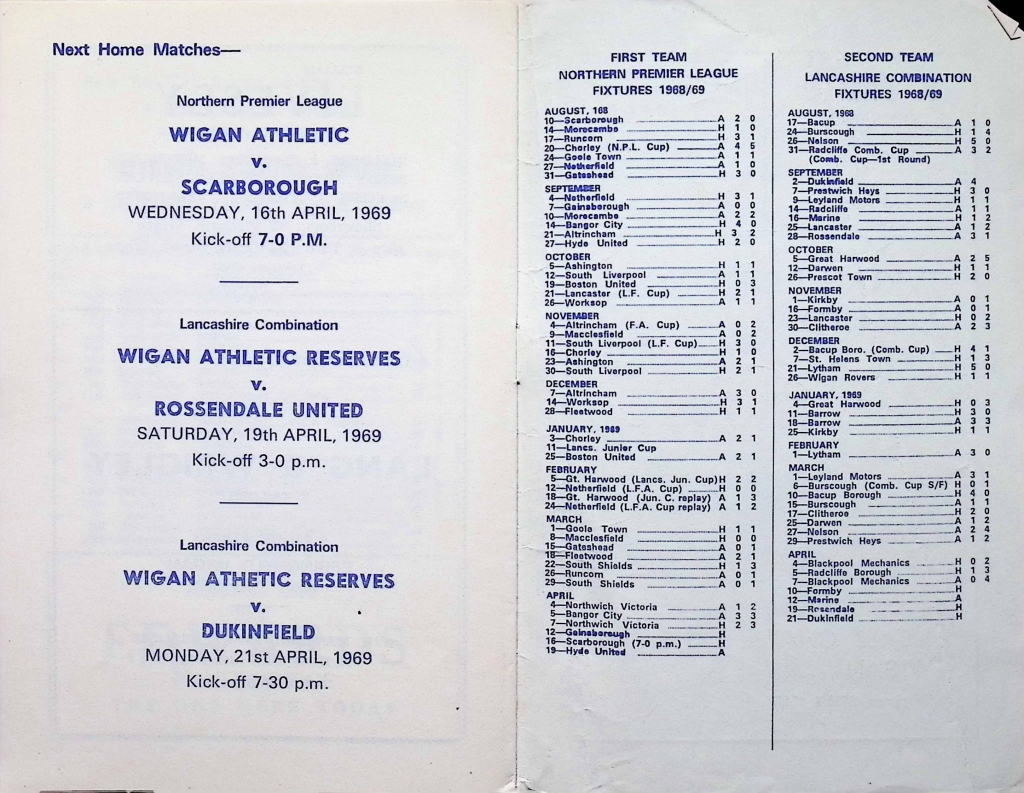 Next Home Matches—
Northern Premier League
WIGAN ATHLETIC
v.
SCARBOROUGH
WEDNESDAY, 16th APRIL, 1969
Kick-off 7-0 P.M.
Lancashire Combination
WIGAN ATHLETIC RESERVES
v.
ROSSENDALE UNITED
SATURDAY, 19th APRIL, 1969
Kick-off 3-0 p.m.
Lancashire Combination
WIGAN ATHETIC RESERVES
v.
DUKINFIELD
MONDAY, 21st APRIL, 1969
Kick-off 7-30 p.m.
FIRST TEAM
NORTHERN PREMIER LEAGUE
FIXTURES 1968/69
AUGUST, 168
10—Scarborough A 2 0
14—Morecambe H 1 0
17—Runcorn H 3 1
20—Chorley (N.P.L. Cup) A 4 5
24—Goole Town A 1 1
27—Netherfield A 1 0
31—Gateshead H 3 0
SEPTEMBER
4—Netherfield H 3 1
7—Gainsborough A 0 0
10—Morecambe A 2 2
14—Bangor City H 4 0
21—Altrincham H 3 2
27—Hyde United H 2 0
OCTOBER
5—Ashington H 1 1
12—South Liverpool A 1 1
19—Boston United H 0 3
21—Lancaster (L.F. Cup) H 2 1
26—Worksop A 1 1
NOVEMBER
4—Altrincham (F.A. Cup) A 0 2
9—Macclesfield A 0 2
11—South Liverpool (L.F. Cup) H 3 0
16—Chorley H 1 0
23—Ashington A 2 1
30—South Liverpool H 2 1
DECEMBER
7—Altrincham A 3 0
14—Worksop H 3 1
28—Fleetwood H 1 1
JANUARY, 1969
3—Chorley A 2 1
11—Lancs. Junior Cup
25—Boston United A 2 1
FEBRUARY
5—Gt. Harwood (Lancs. Jun. Cup) H 2 2
12—Netherfield (L.F.A. Cup) H 0 0
18—Gt. Harwood (Jun. C. replay) A 1 3
24—Netherfield (L.F.A. Cup replay) A 1 2
MARCH
1—Goole Town H 1 1
8—Macclesfield H 0 0
15—Gateshead A 0 1
18—Fleetwood A 2 1
22—South Shields H 1 3
26—Runcorn A 0 1
29—South Shields A 0 1
APRIL
4—Northwich Victoria A 1 2
5—Bangor City A 3 3
7—Northwich Victoria H 2 3
12—Gainsborough H
16—Scarborough (7-0 p.m.) H
19—Hyde United A
SECOND TEAM
LANCASHIRE COMBINATION
FIXTURES 1968/69
AUGUST, 1968
17—Bacup A 1 0
24—Burscough H 1 4
26—Nelson H 5 0
31—Radcliffe Comb. Cup A 3 2
(Comb. Cup—1st Round)
SEPTEMBER
2—Dukinfield A 4
7—Prestwich Heys H 3 0
9—Leyland Motors H 1 1
14—Radcliffe A 1 1
16—Marine H 1 2
25—Lancaster A 1 2
28—Rossendale A 3 1
OCTOBER
5—Great Harwood A 2 5
12—Darwen H 1 1
26—Prescot Town H 2 0
NOVEMBER
1—Kirkby A 0 1
16—Formby A 0 1
23—Lancaster H 0 2
30—Clitheroe A 2 3
DECEMBER
2—Bacup Boro. (Comb. Cup) H 4 1
7—St. Helens Town H 1 3
21—Lytham H 5 0
26—Wigan Rovers H 1 1
JANUARY, 1969
4—Great Harwood H 0 3
11—Barrow H 3 0
18—Barrow A 3 3
25—Kirkby H 1 1
FEBRUARY
1—Lytham A 3 0
MARCH
1—Leyland Motors A 3 1
6—Burscough (Comb. Cup S/F) H 0 1
10—Bacup Borough H 4 0
15—Burscough A 1 1
17—Clitheroe H 2 0
25—Darwen A 1 2
27—Nelson A 2 4
29—Prestwich Heys A 1 2
APRIL
4—Blackpool Mechanics H 0 2
5—Radcliffe Borough H 1 3
7—Blackpool Mechanics A 0 4
10—Formby H
12—Marine A
19—Rosendale H
21—Dukinfield H